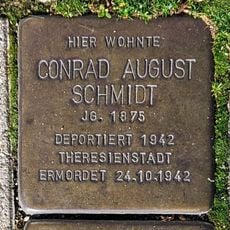 HIER WOHNTE
CONRAD AUGUST
SCHMIDT
JG. 1875
DEPORTIERT 1942
THERESIENSTADT
ERMORDET 24.10.1942